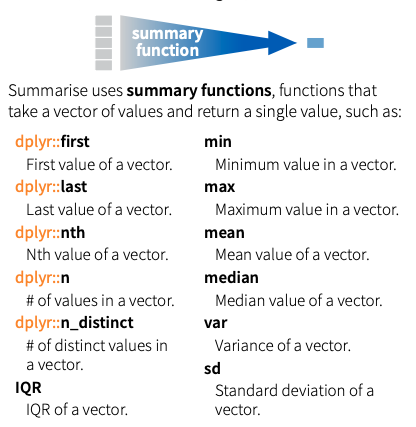 summary
function
Summarise uses summary functions, functions that
take a vector of values and return a single value, such as:
dplyr::first
First value of a vector.
dplyr::last
Last value of a vector.
dplyr::nth
Nth value of a vector.
dplyr::n
# of values in a vector.
dplyr::n_distinct
# of distinct values in
a vector.
IQR
IQR of a vector.
min
Minimum value in a vector.
max
Maximum value in a vector.
mean
Mean value of a vector.
median
Median value of a vector.
var
Variance of a vector.
sd
Standard deviation of a
vector.